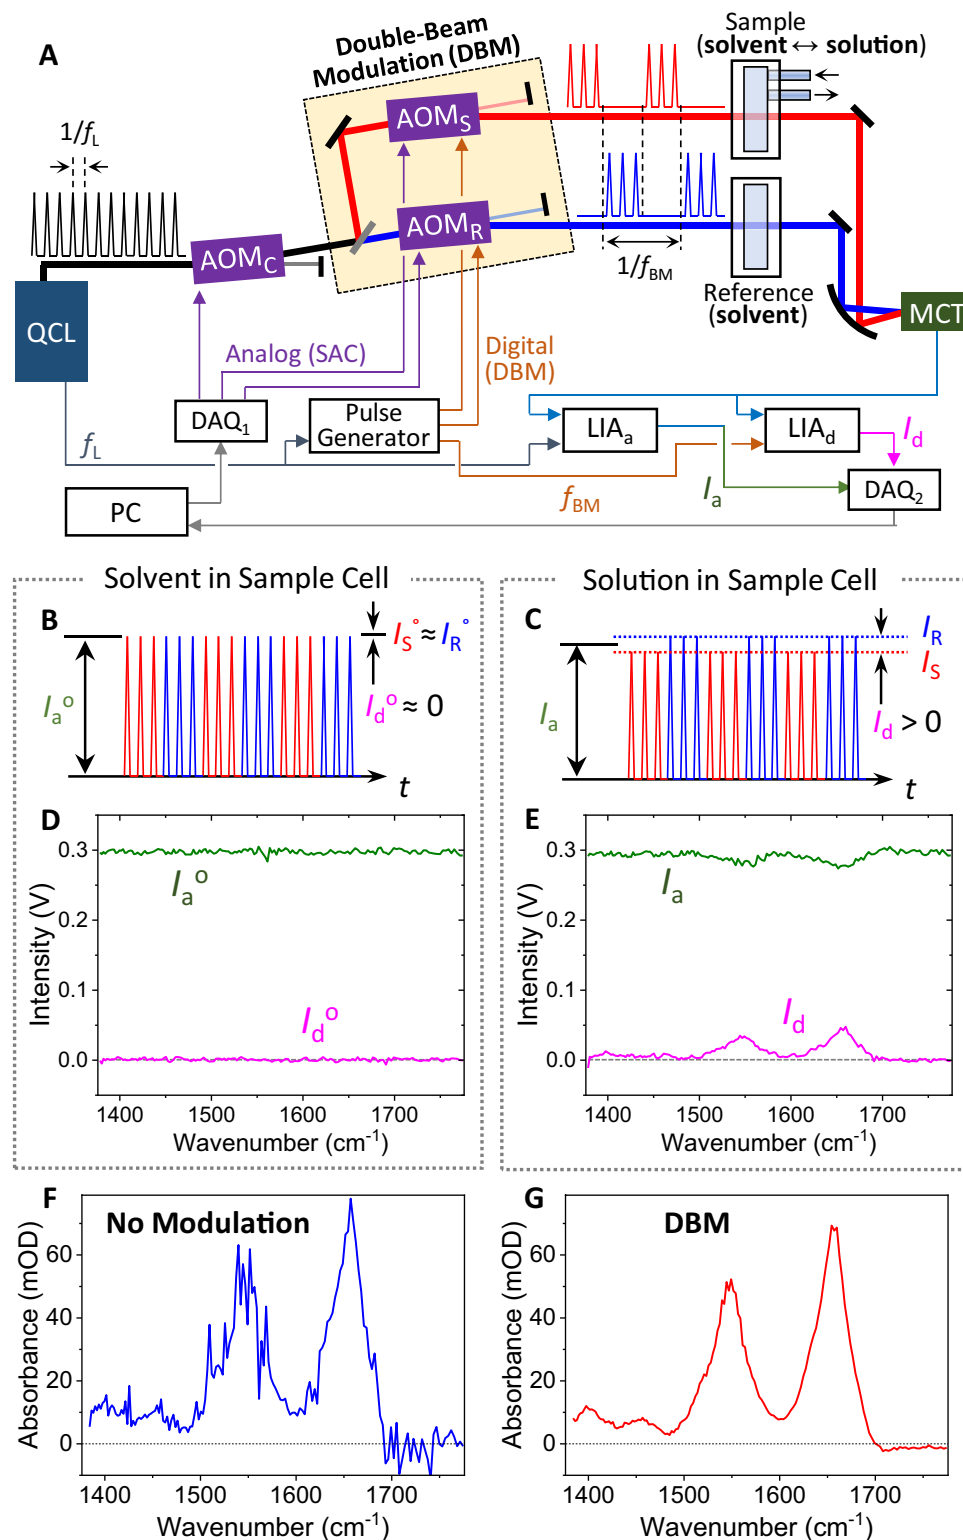 A
Double-Beam
Modulation (DBM)
Sample
(solvent ↔ solution)
1/fL
AOMS
AOMR
AOMC
1/fBM
Reference
(solvent)
MCT
QCL
Analog (SAC)
Digital
(DBM)
DAQ1
Pulse
Generator
LIAa
LIAd
Id
fL
fBM
Ia
DAQ2
PC
Solvent in Sample Cell
B
IS° ≈ IR°
Iao
Ido ≈ 0
t
Solution in Sample Cell
C
IR
IS
Ia
Id > 0
t
D
0.3
0.2
0.1
0.0
Intensity (V)
Iao
Ido
1400 1500 1600 1700
Wavenumber (cm-1)
E
0.3
0.2
0.1
0.0
Intensity (V)
Ia
Id
1400 1500 1600 1700
Wavenumber (cm-1)
F
No Modulation
60
40
20
0
Absorbance (mOD)
1400 1500 1600 1700
Wavenumber (cm-1)
G
DBM
60
40
20
0
Absorbance (mOD)
1400 1500 1600 1700
Wavenumber (cm-1)